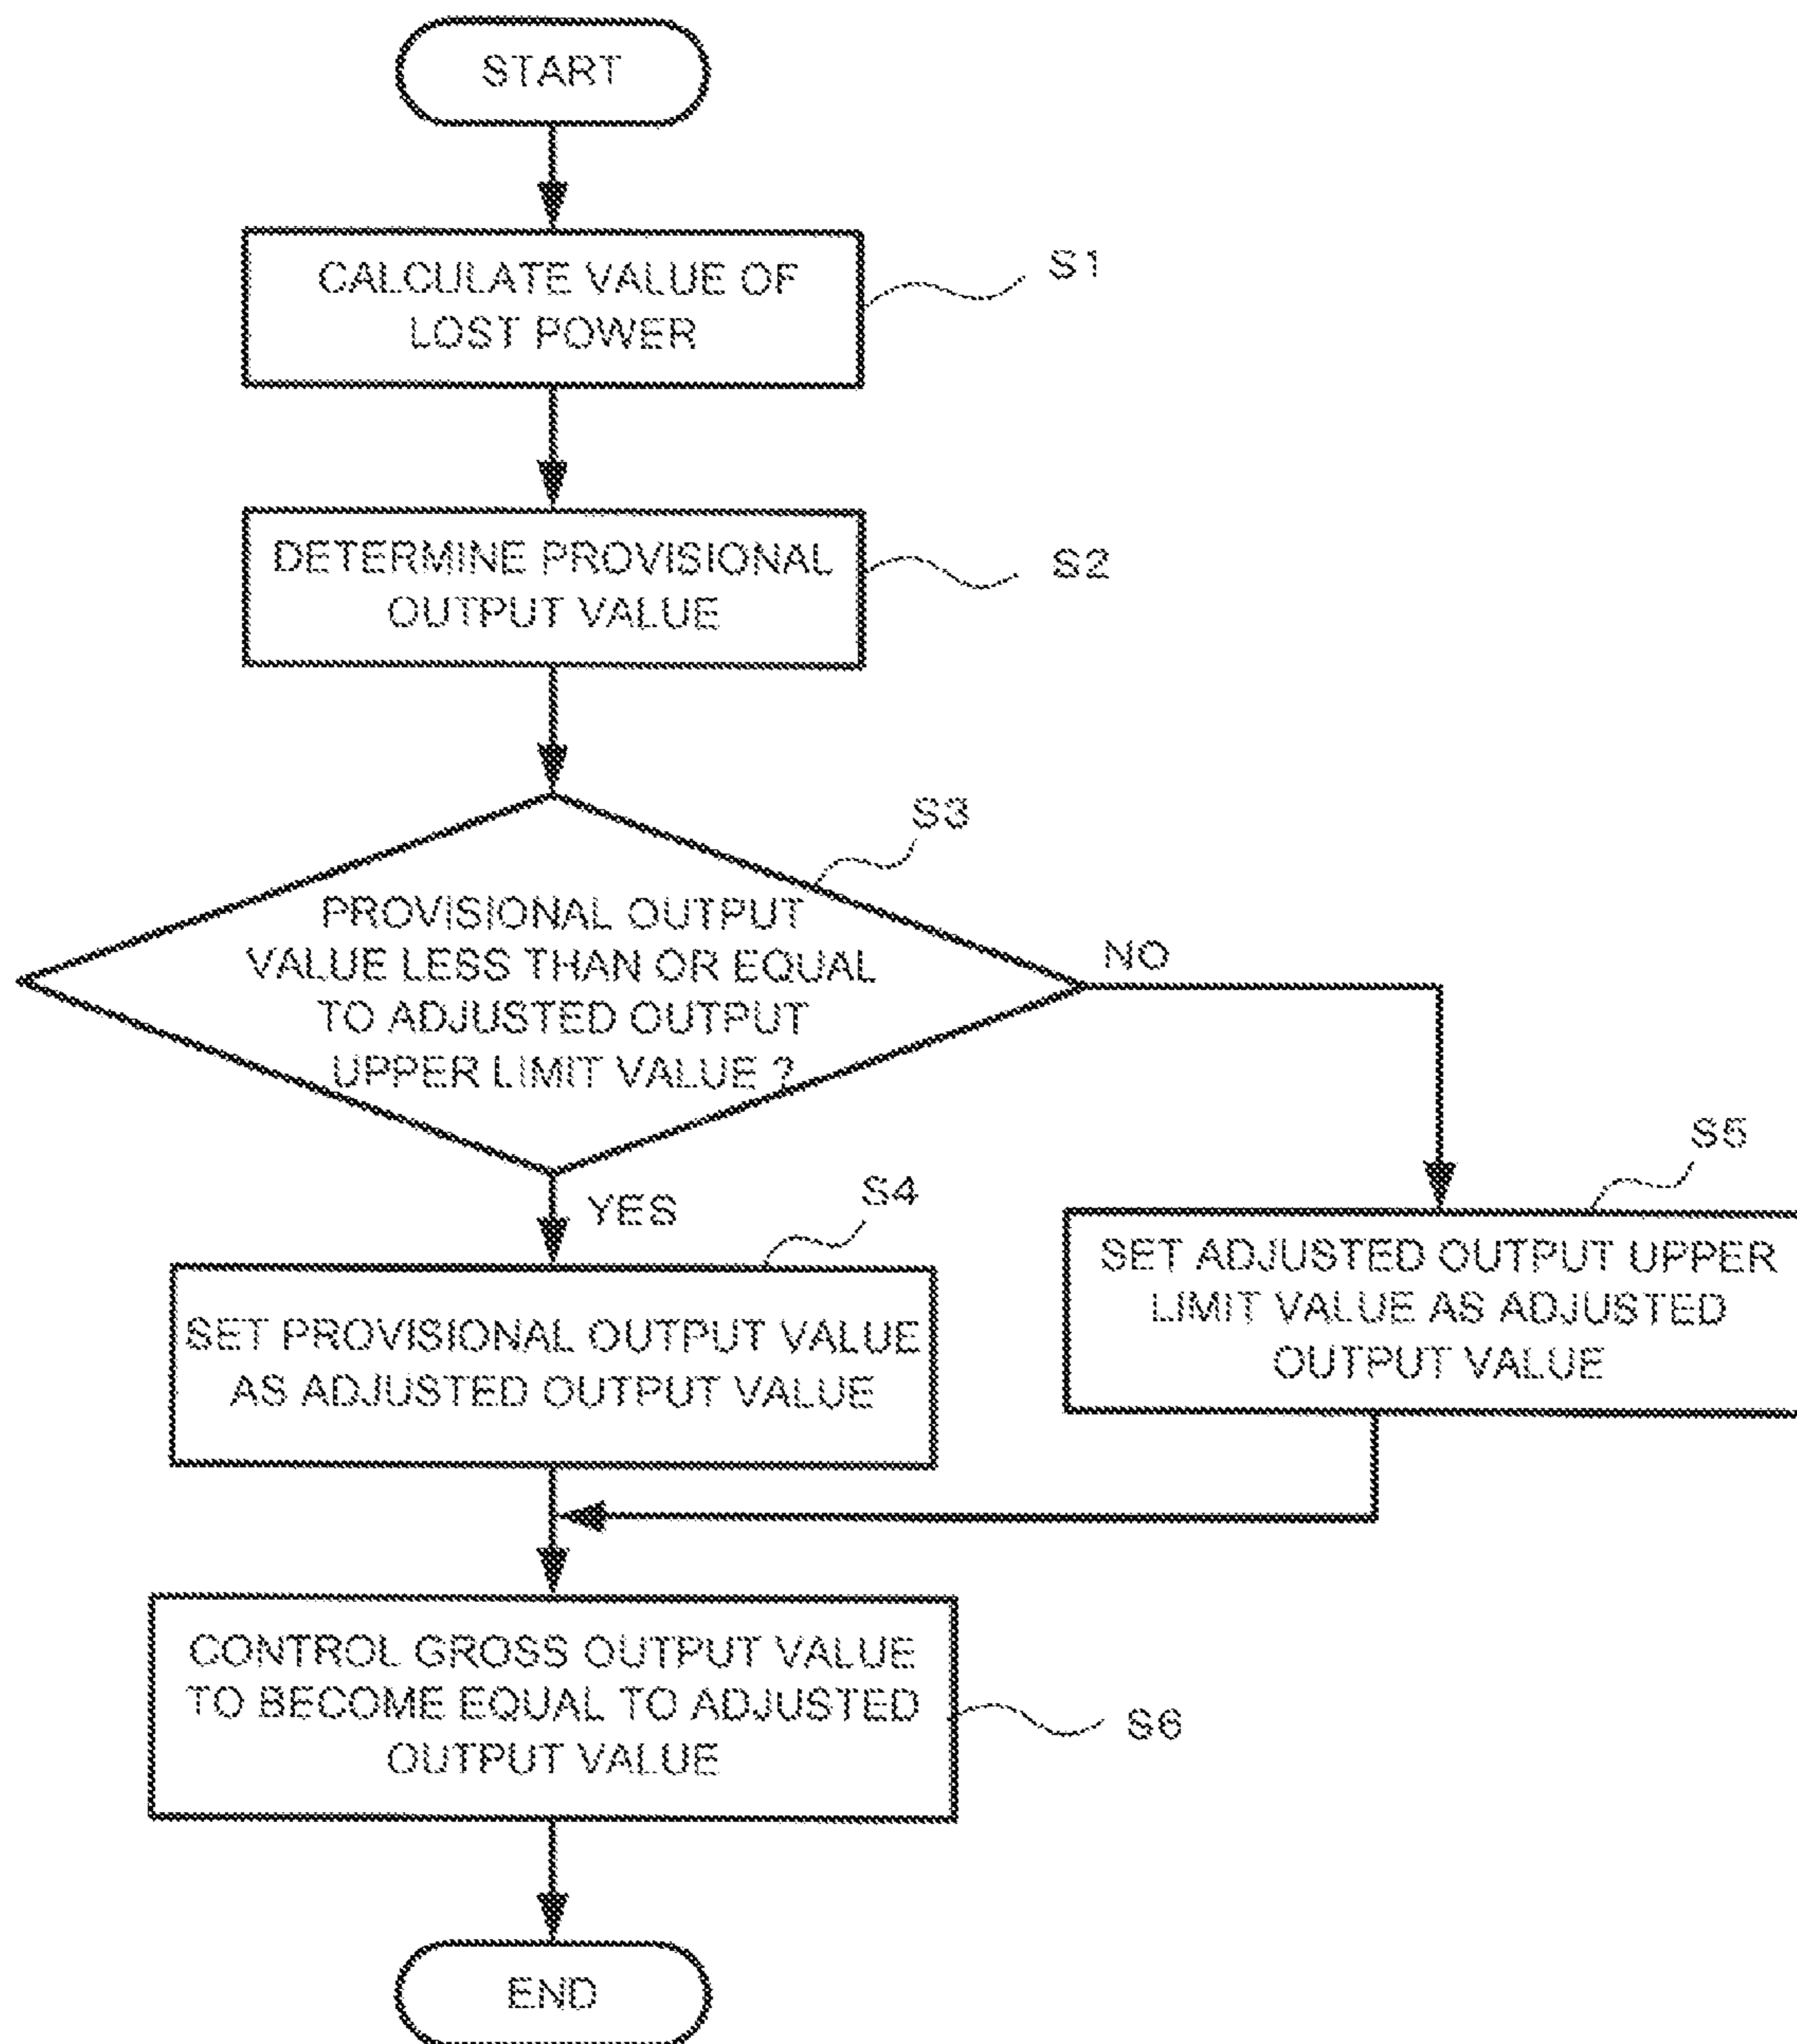 START
CALCULATE VALUE OF
LOST POWER
S1
DETERMINE PROVISIONAL
OUTPUT VALUE
S2
S3
PROVISIONAL OUTPUT
VALUE LESS THAN OR EQUAL
TO ADJUSTED OUTPUT
UPPER LIMIT VALUE ?
NO
YES
S4
SET PROVISIONAL OUTPUT VALUE
AS ADJUSTED OUTPUT VALUE
S5
SET ADJUSTED OUTPUT UPPER
LIMIT VALUE AS ADJUSTED
OUTPUT VALUE
CONTROL GROSS OUTPUT VALUE
TO BECOME EQUAL TO ADJUSTED
OUTPUT VALUE
S6
END